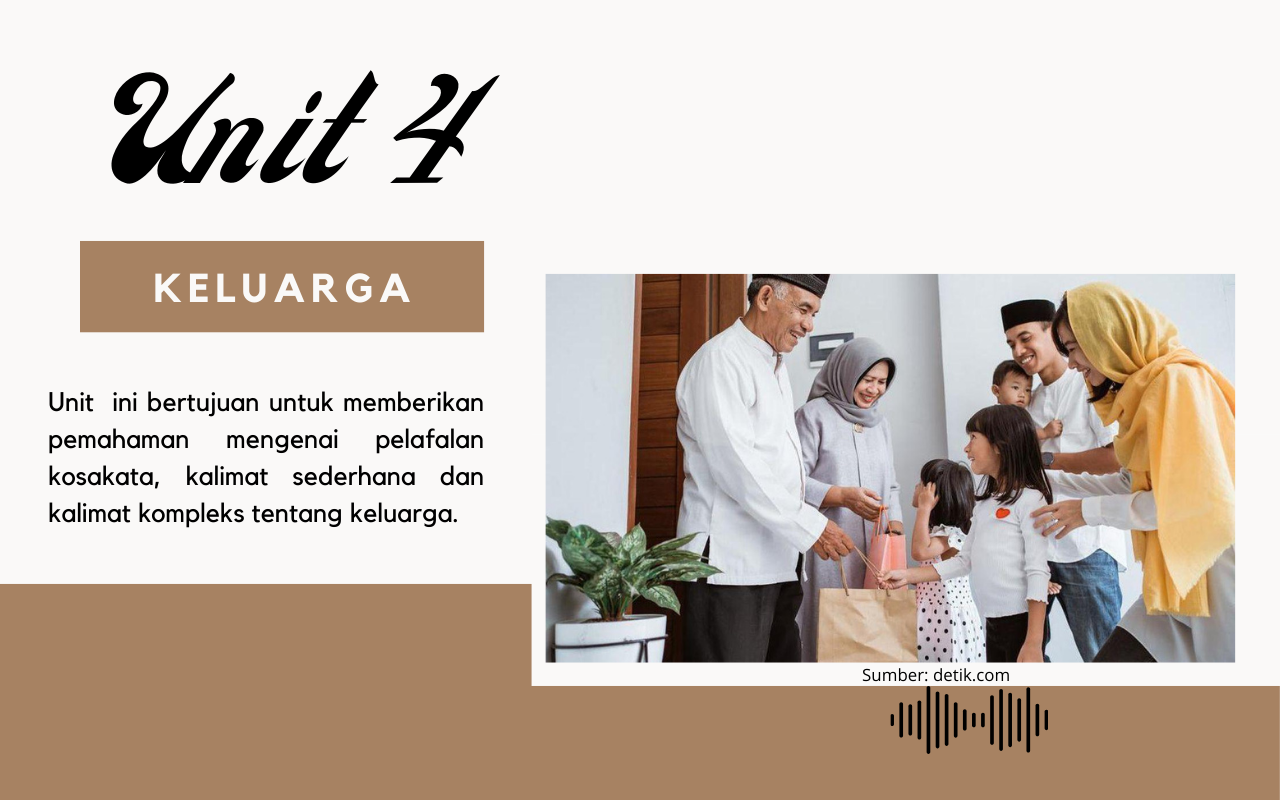 Unit 4
KELUARGA
Unit ini bertujuan untuk memberikan
pemahaman mengenai pelafalan
kosakata, kalimat sederhana dan
kalimat kompleks tentang keluarga.
Sumber: detik.com